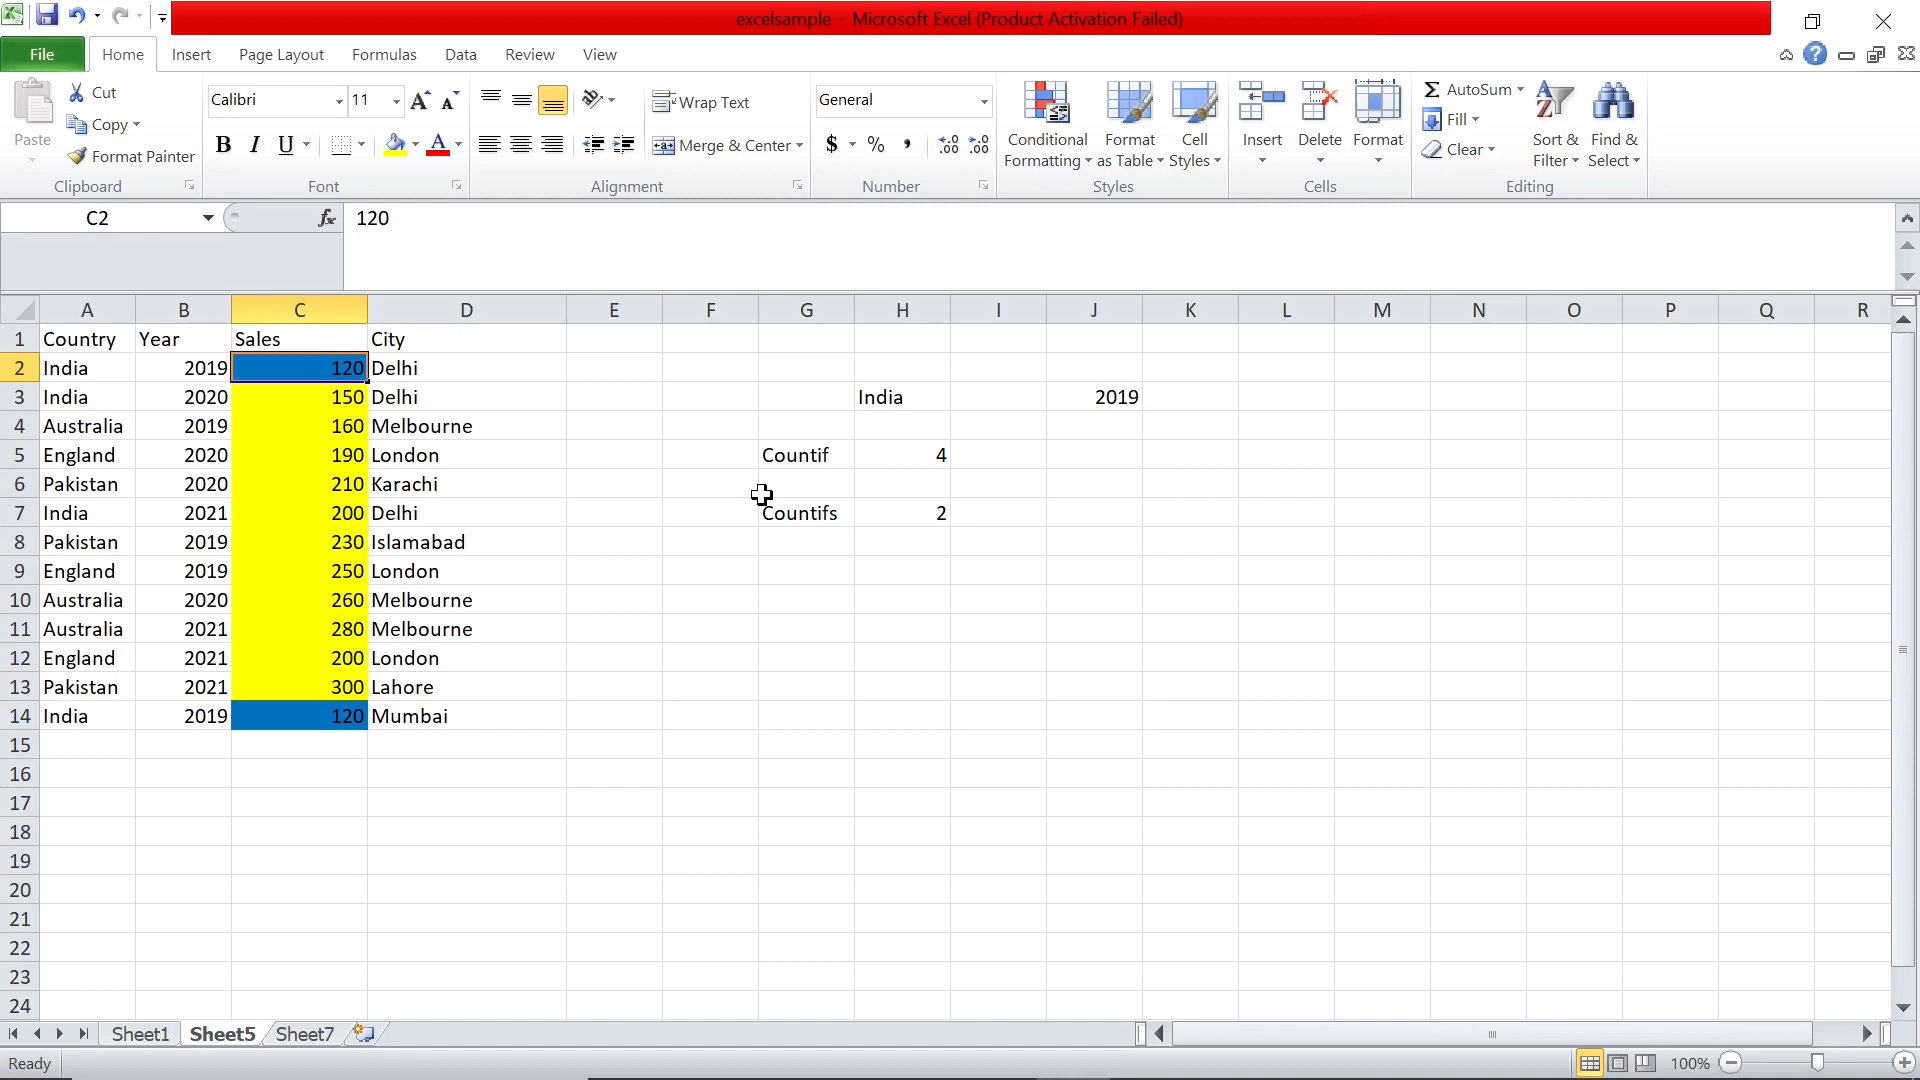 excelsample - Microsoft Excel (Product Activation Failed)
File Home Insert Page Layout Formulas Data Review View
Paste
Cut
Copy
Format Painter
Clipboard
Calibri 11
B I U A
Font
Wrap Text
Merge & Center
Alignment
General
$ % ,
Number
Conditional Formatting
Format as Table
Cell Styles
Styles
Insert Delete Format
Cells
Σ AutoSum
Fill
Clear
Sort & Filter
Find & Select
Editing
C2 fx 120
A B C D E F G H I J K L M N O P Q R
1 Country Year Sales City
2 India 2019 120 Delhi
3 India 2020 150 Delhi India 2019
4 Australia 2019 160 Melbourne
5 England 2020 190 London Countif 4
6 Pakistan 2020 210 Karachi
7 India 2021 200 Delhi Countifs 2
8 Pakistan 2019 230 Islamabad
9 England 2019 250 London
10 Australia 2020 260 Melbourne
11 Australia 2021 280 Melbourne
12 England 2021 200 London
13 Pakistan 2021 300 Lahore
14 India 2019 120 Mumbai
15
16
17
18
19
20
21
22
23
24
Sheet1 Sheet5 Sheet7
Ready 100%